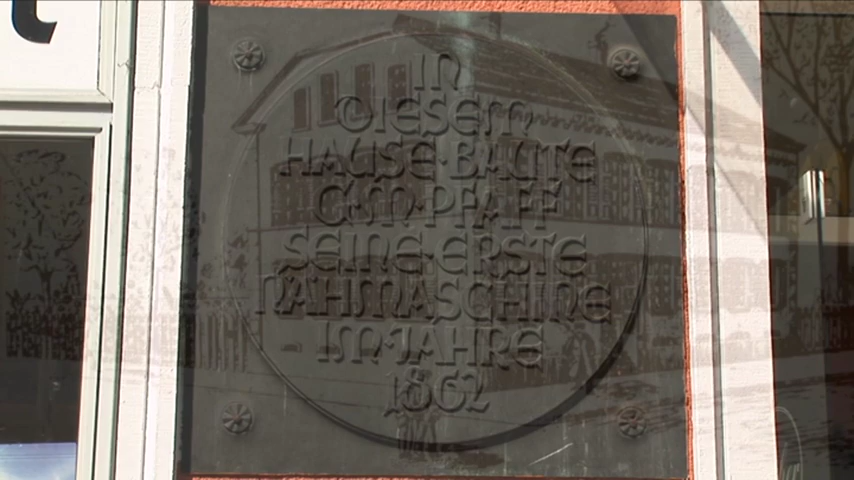 IN
DIESEM
HAUSE·BAUTE
G·M·PFAFF
SEINE·ERSTE
NÄHMASCHINE
IM·JAHRE
1862